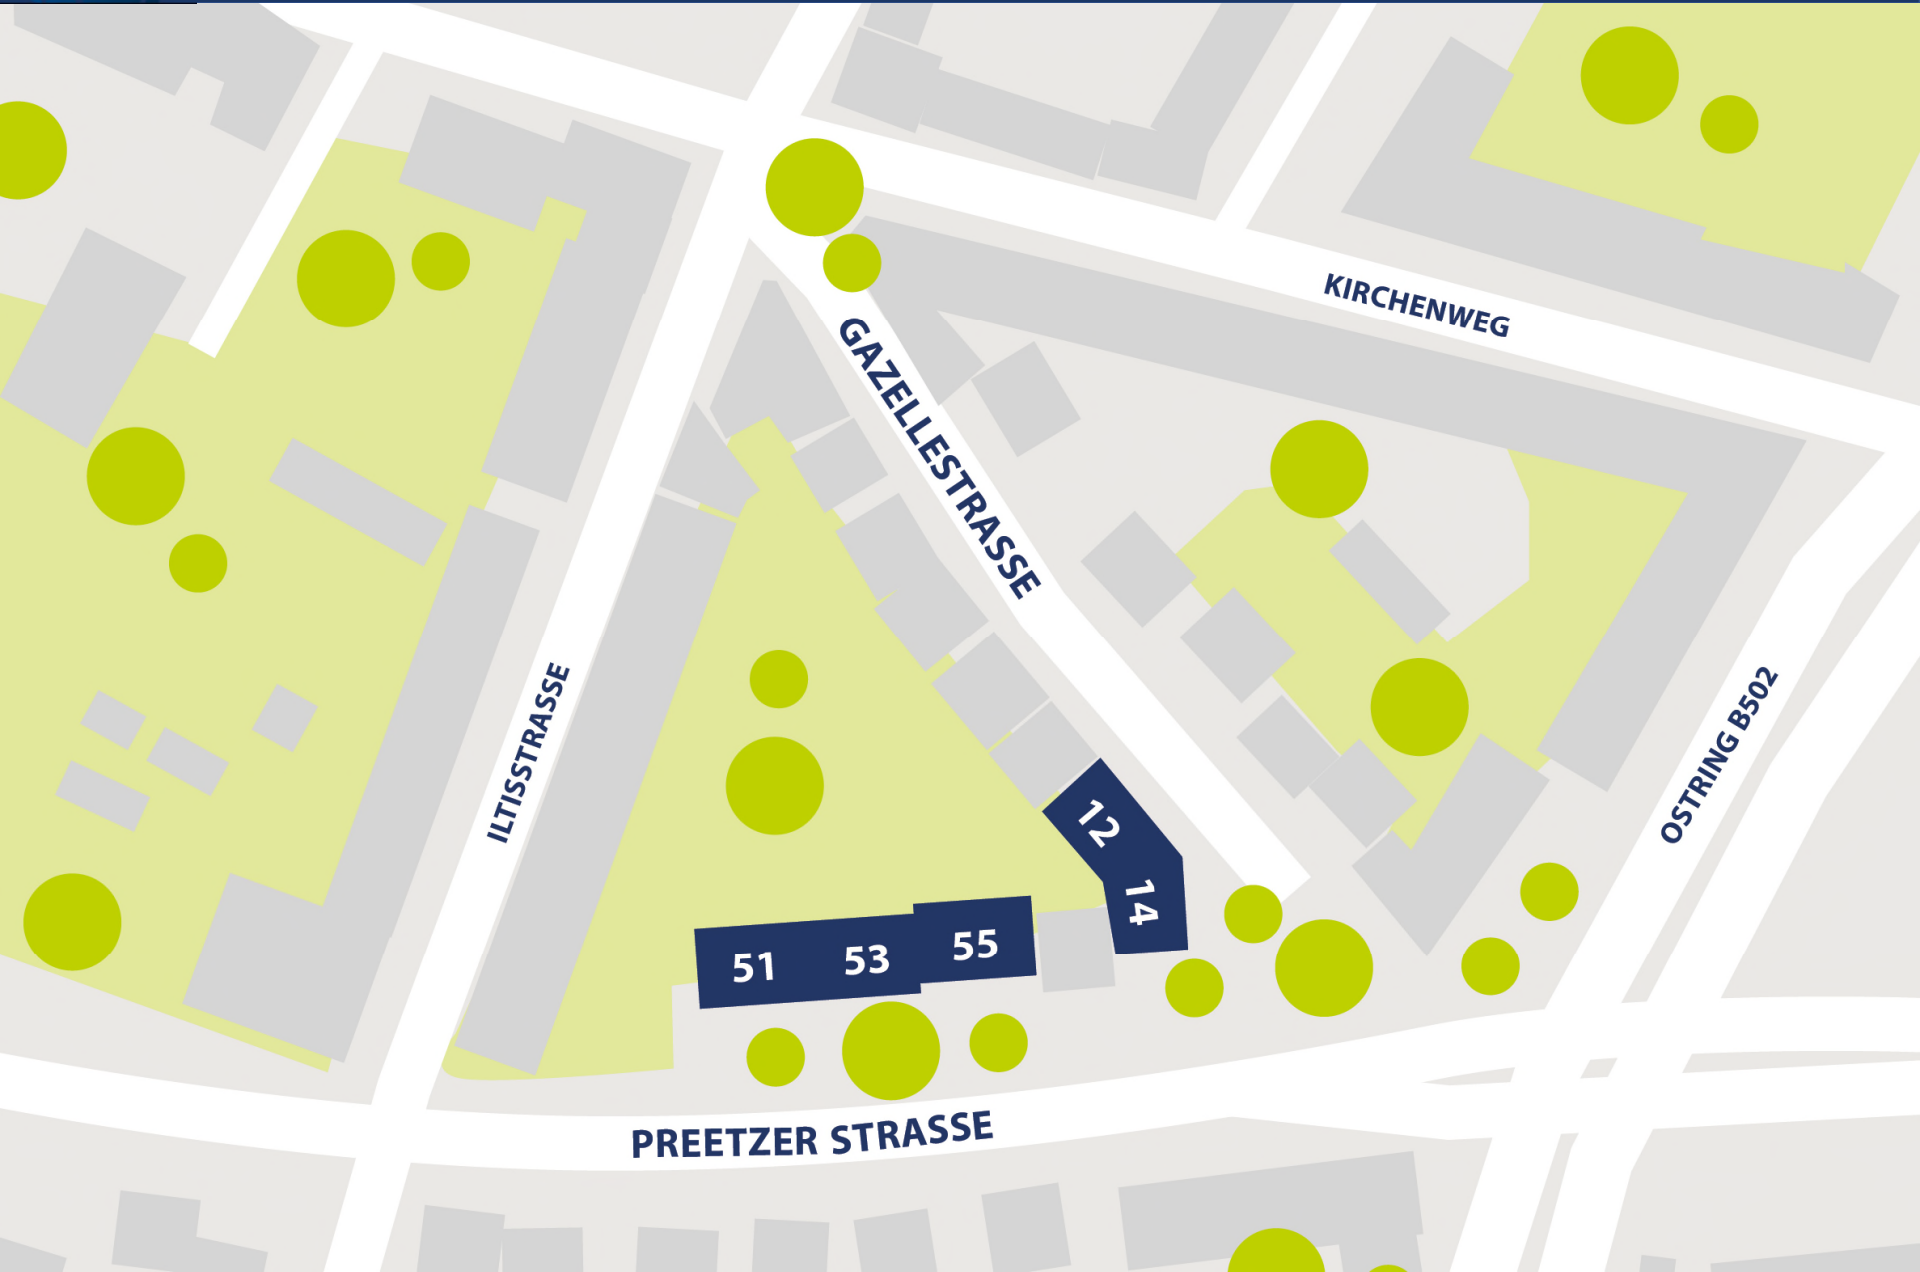 KIRCHENWEG
GAZELLESTRASSE
ILTISSTRASSE
OSTRING B502
12
14
51
53
55
PREETZER STRASSE